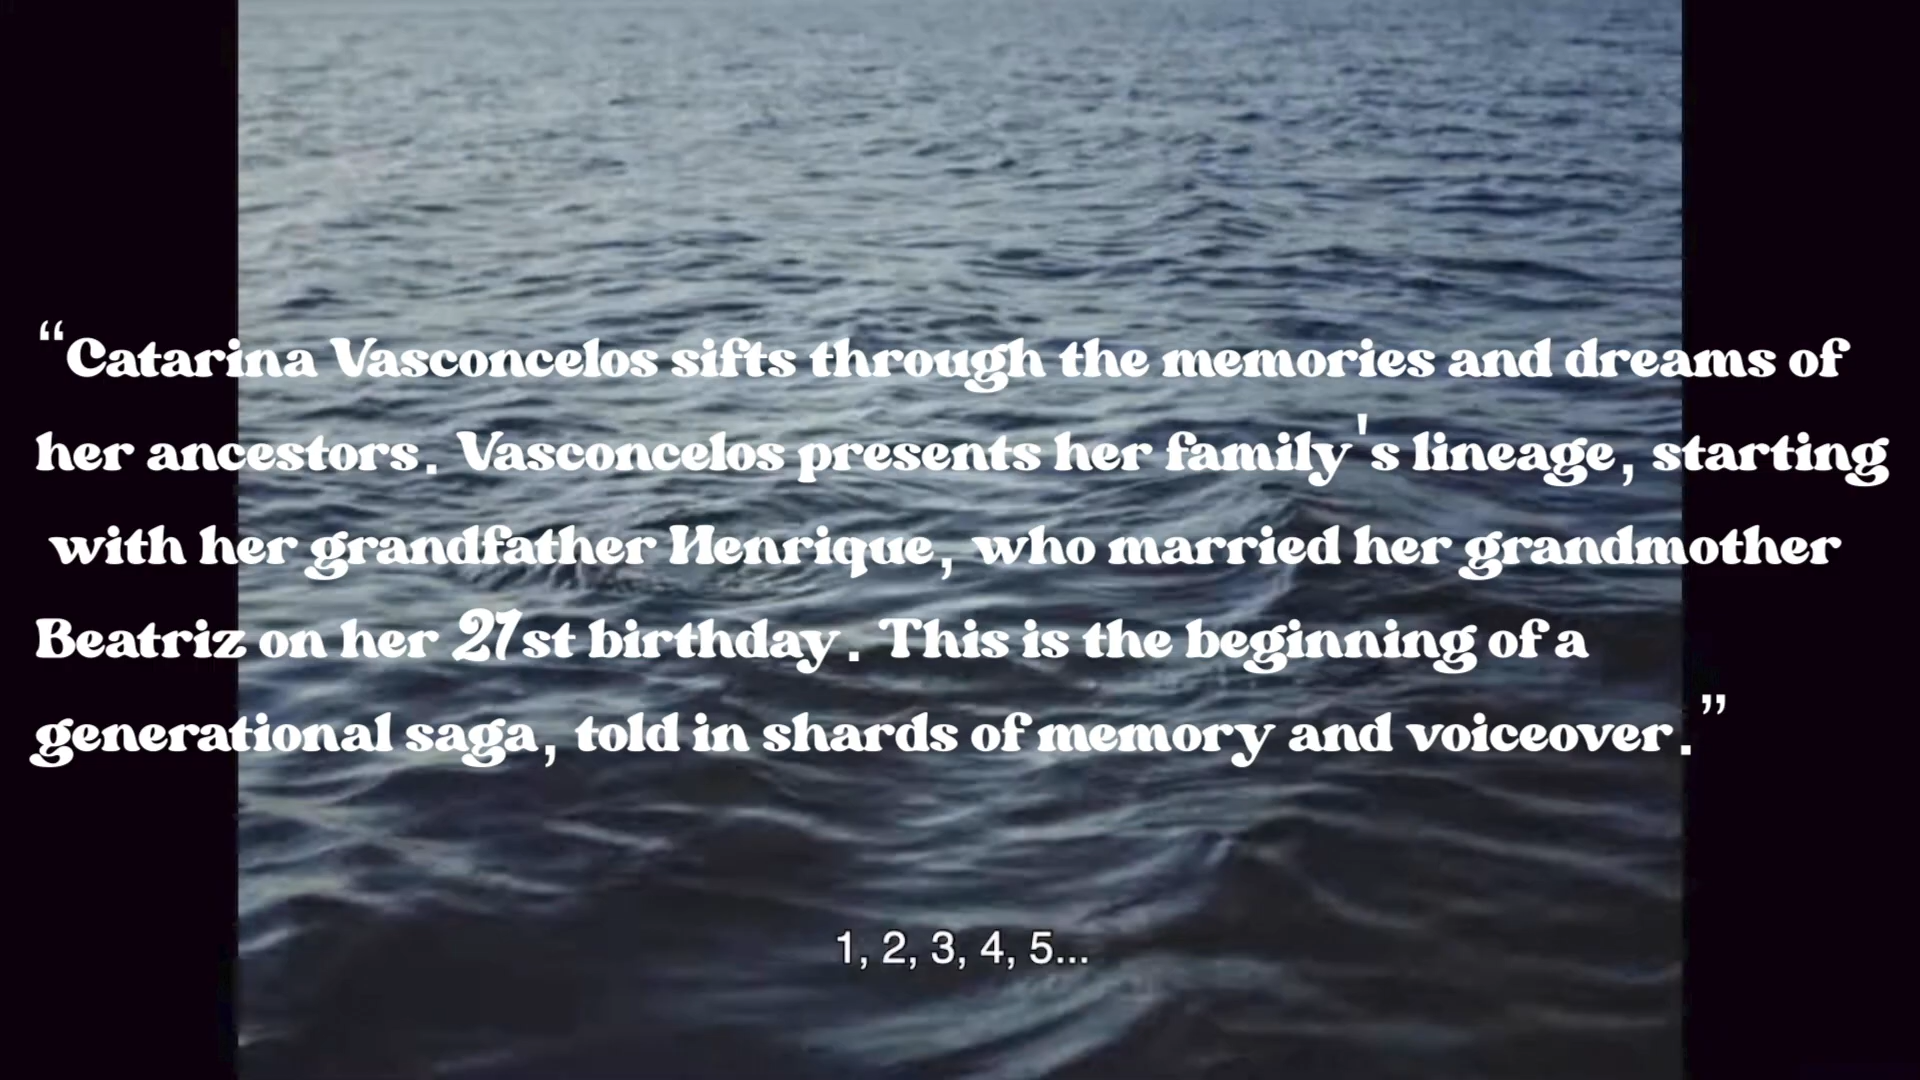 “Catarina Vasconcelos sifts through the memories and dreams of
her ancestors. Vasconcelos presents her family's lineage, starting
with her grandfather Henrique, who married her grandmother
Beatriz on her 21st birthday. This is the beginning of a
generational saga, told in shards of memory and voiceover.”
1, 2, 3, 4, 5...